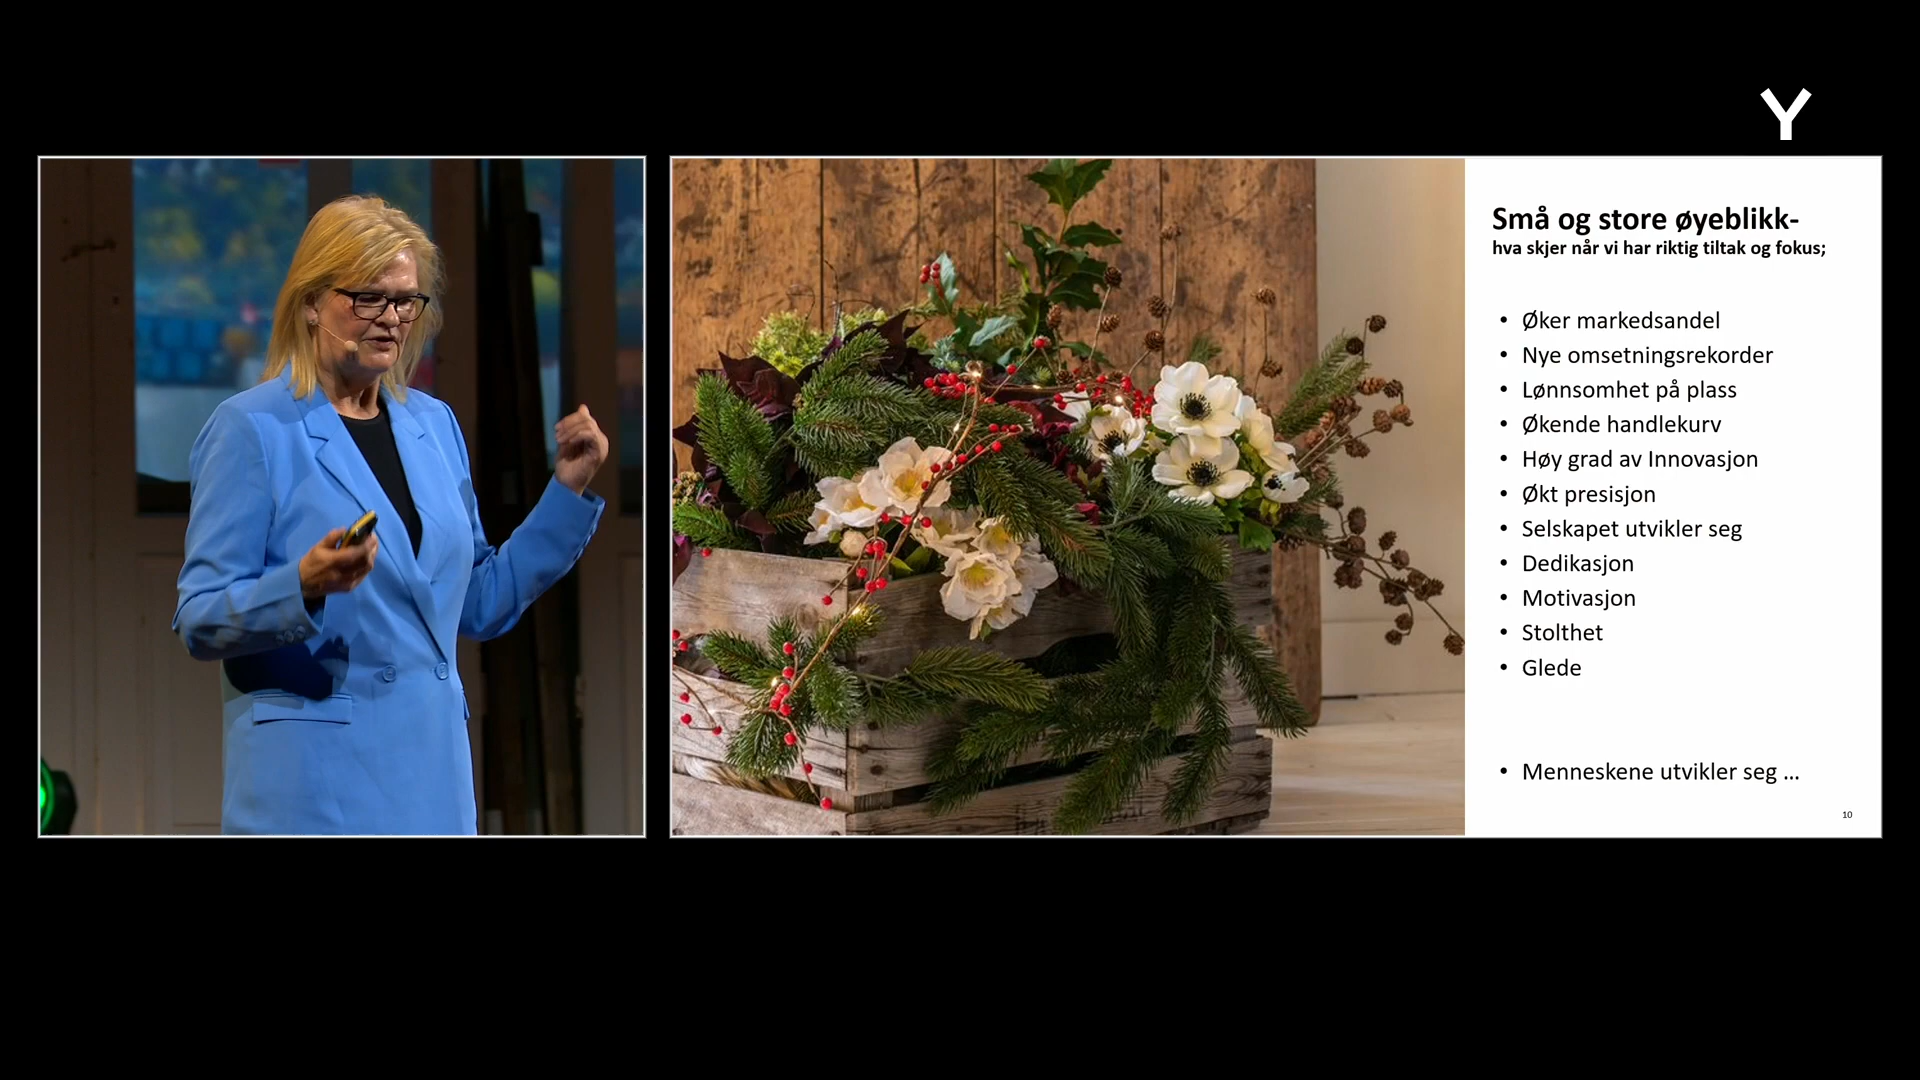 Y
Små og store øyeblikk-
hva skjer når vi har riktig tiltak og fokus;
• Øker markedsandel
• Nye omsetningsrekorder
• Lønnsomhet på plass
• Økende handlekurv
• Høy grad av Innovasjon
• Økt presisjon
• Selskapet utvikler seg
• Dedikasjon
• Motivasjon
• Stolthet
• Glede
• Menneskene utvikler seg ...
10